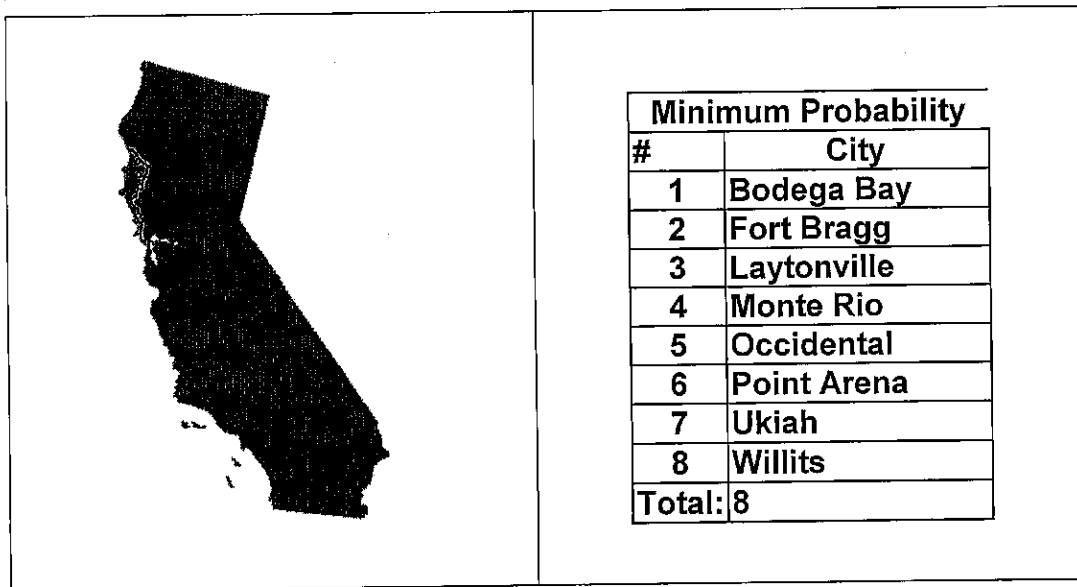 Minimum Probability
# City
1 Bodega Bay
2 Fort Bragg
3 Laytonville
4 Monte Rio
5 Occidental
6 Point Arena
7 Ukiah
8 Willits
Total: 8